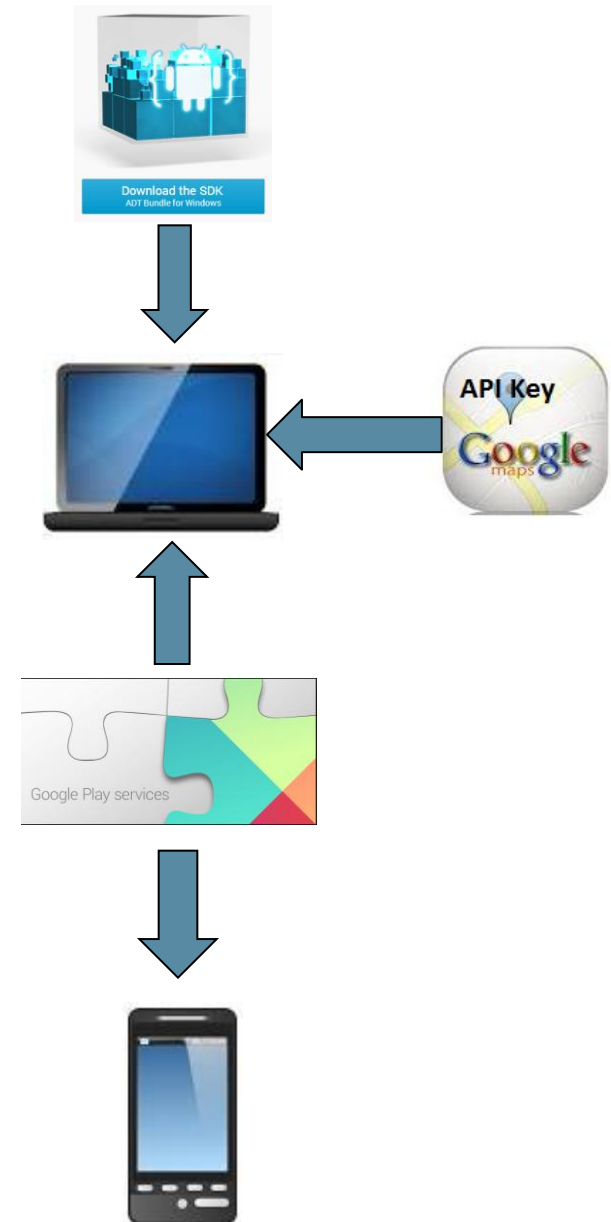 Download the SDK
ADT Bundle for Windows
API Key
Google
maps
Google Play services